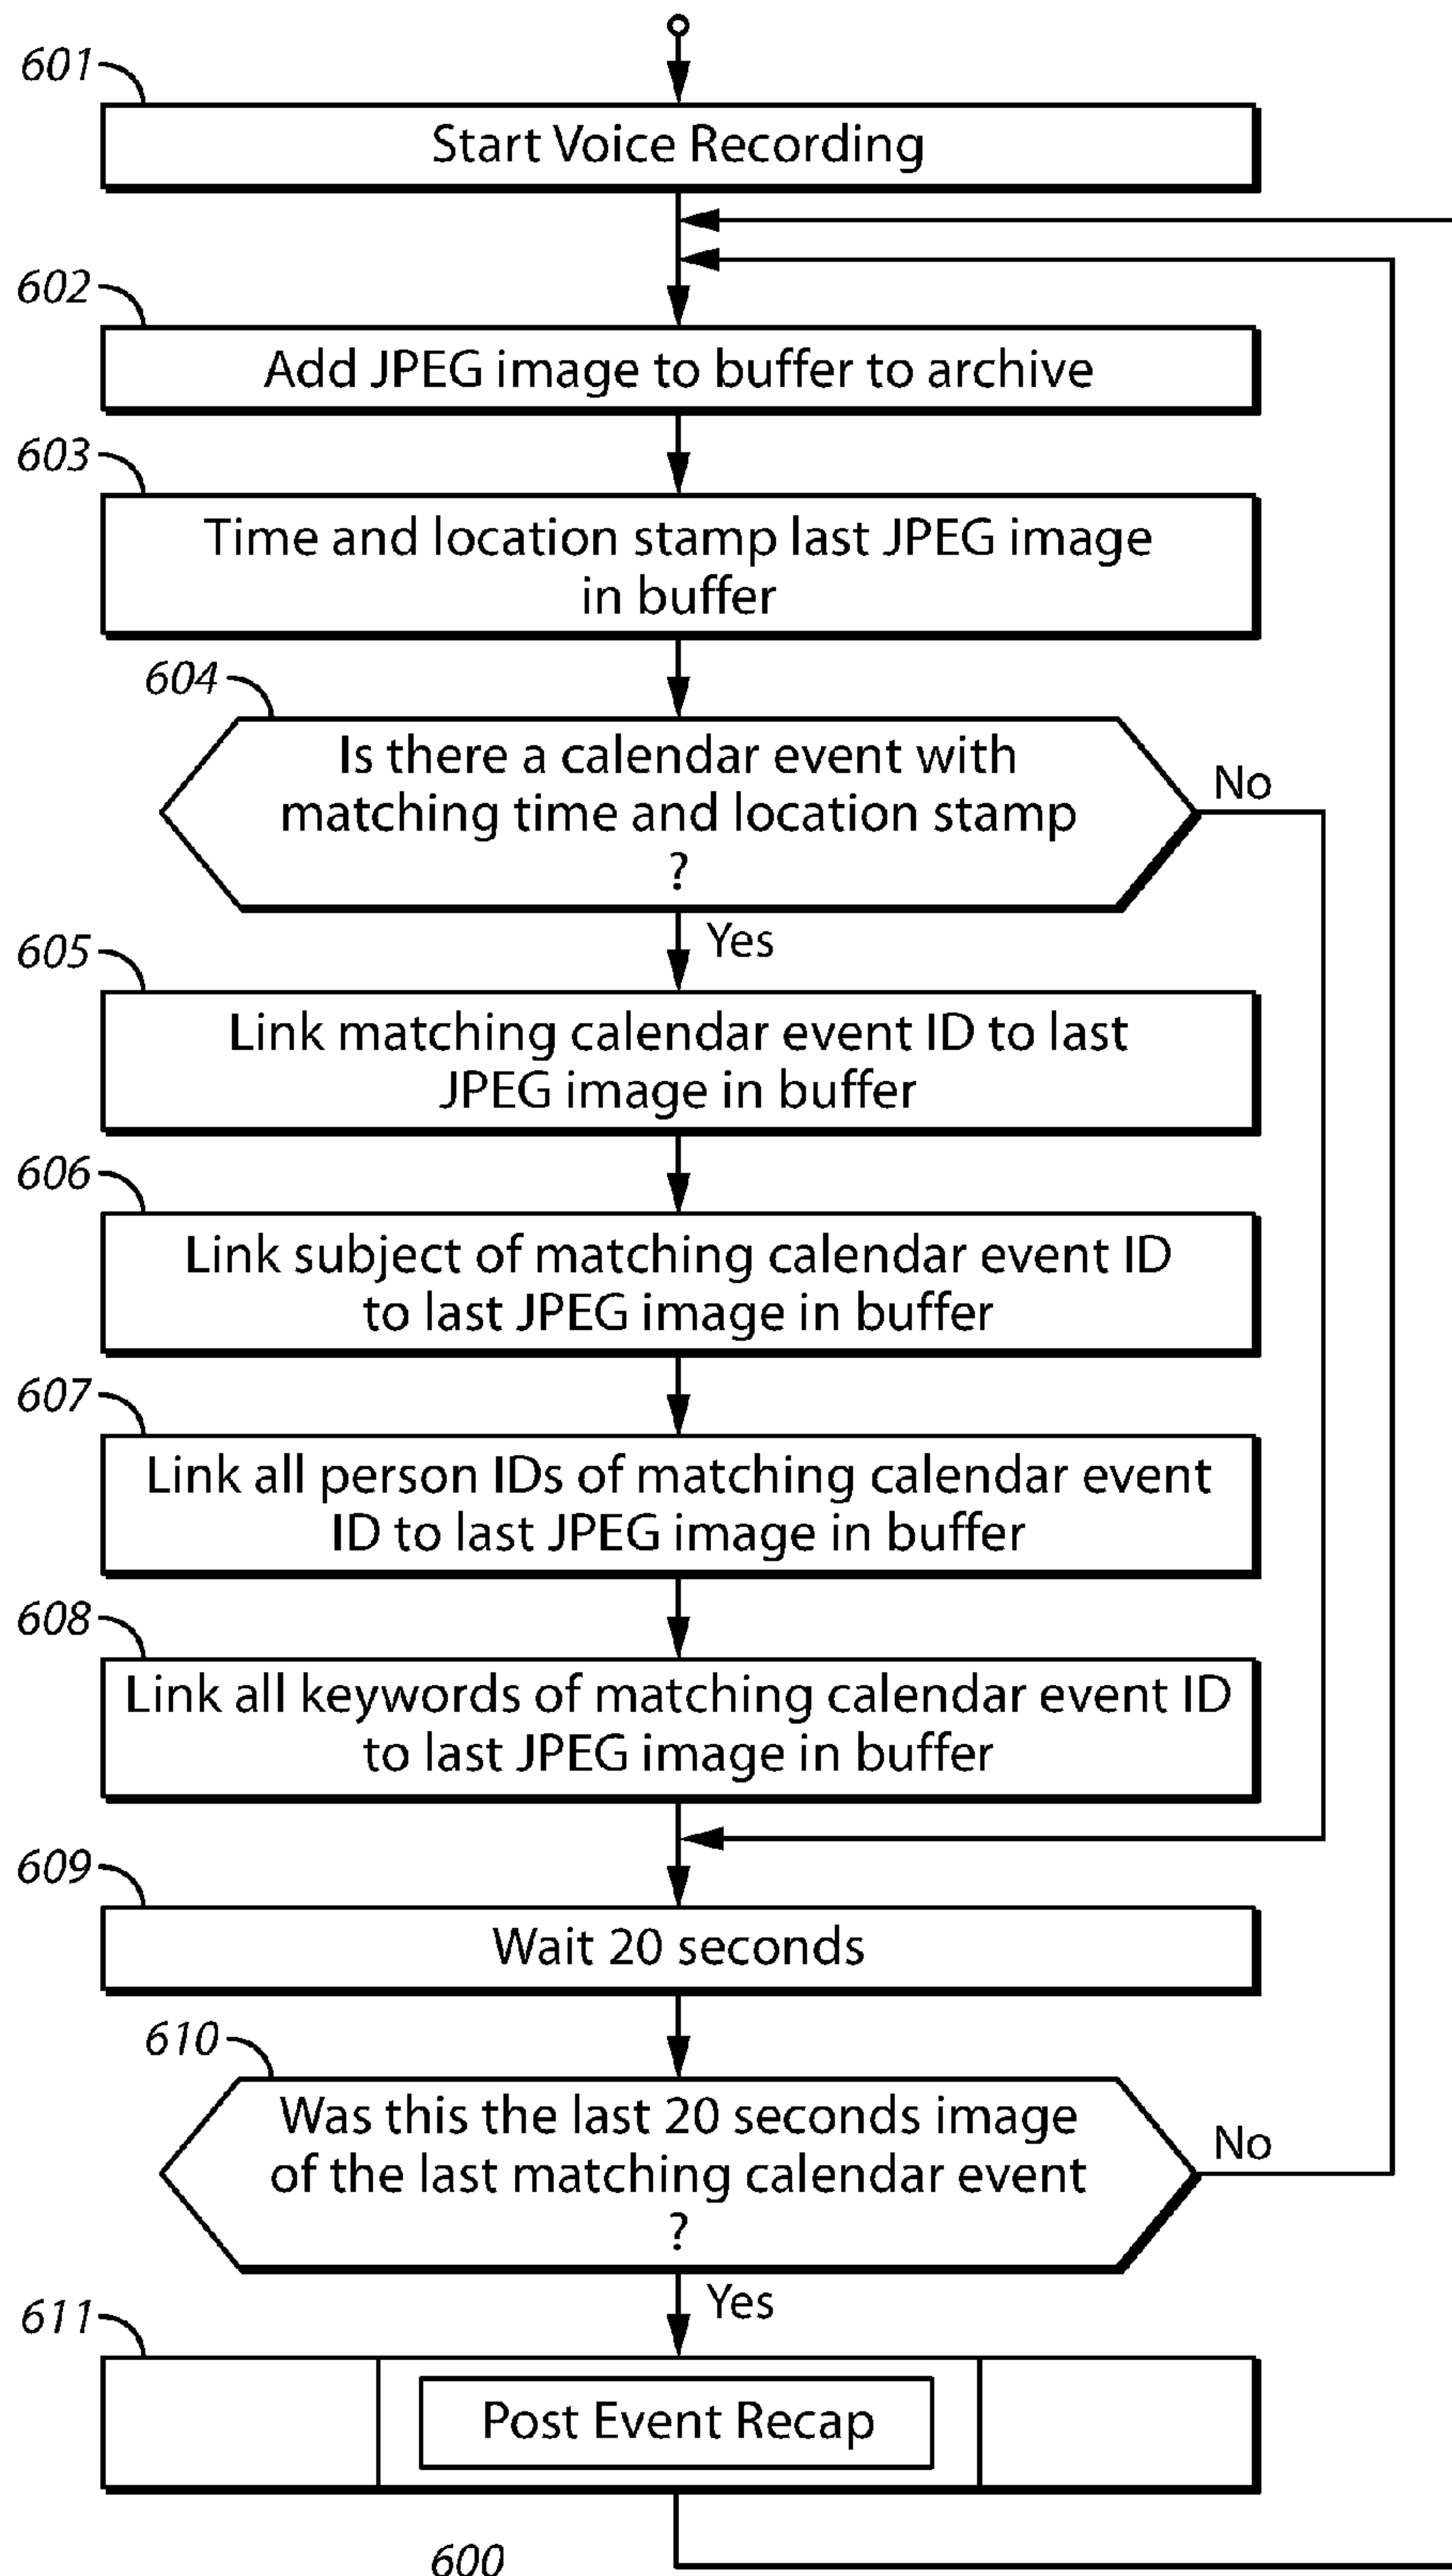 601
Start Voice Recording
602
Add JPEG image to buffer to archive
603
Time and location stamp last JPEG image
in buffer
604
Is there a calendar event with
matching time and location stamp
?
No
Yes
605
Link matching calendar event ID to last
JPEG image in buffer
606
Link subject of matching calendar event ID
to last JPEG image in buffer
607
Link all person IDs of matching calendar event
ID to last JPEG image in buffer
608
Link all keywords of matching calendar event ID
to last JPEG image in buffer
609
Wait 20 seconds
610
Was this the last 20 seconds image
of the last matching calendar event
?
No
Yes
611
Post Event Recap
600